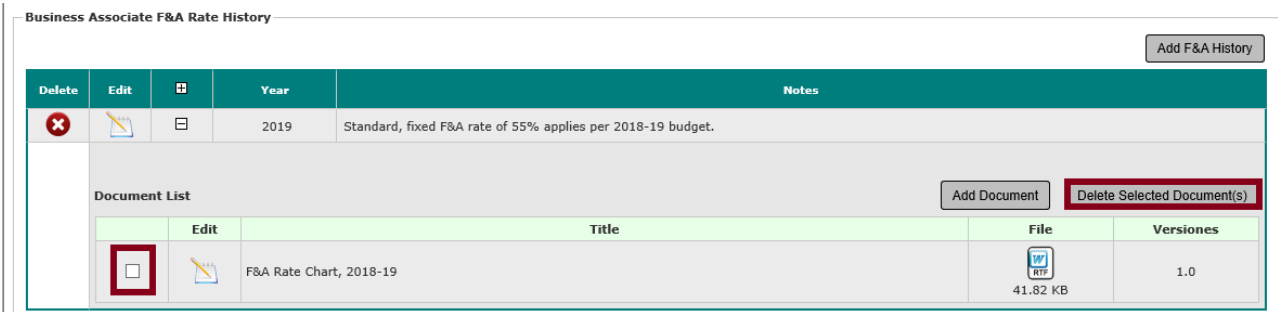 Business Associate F&A Rate History
Add F&A History
Delete Edit Year Notes
2019 Standard, fixed F&A rate of 55% applies per 2018-19 budget.
Document List Add Document Delete Selected Document(s)
Edit Title File Versiones
F&A Rate Chart, 2018-19 W RTF 1.0
41.82 KB